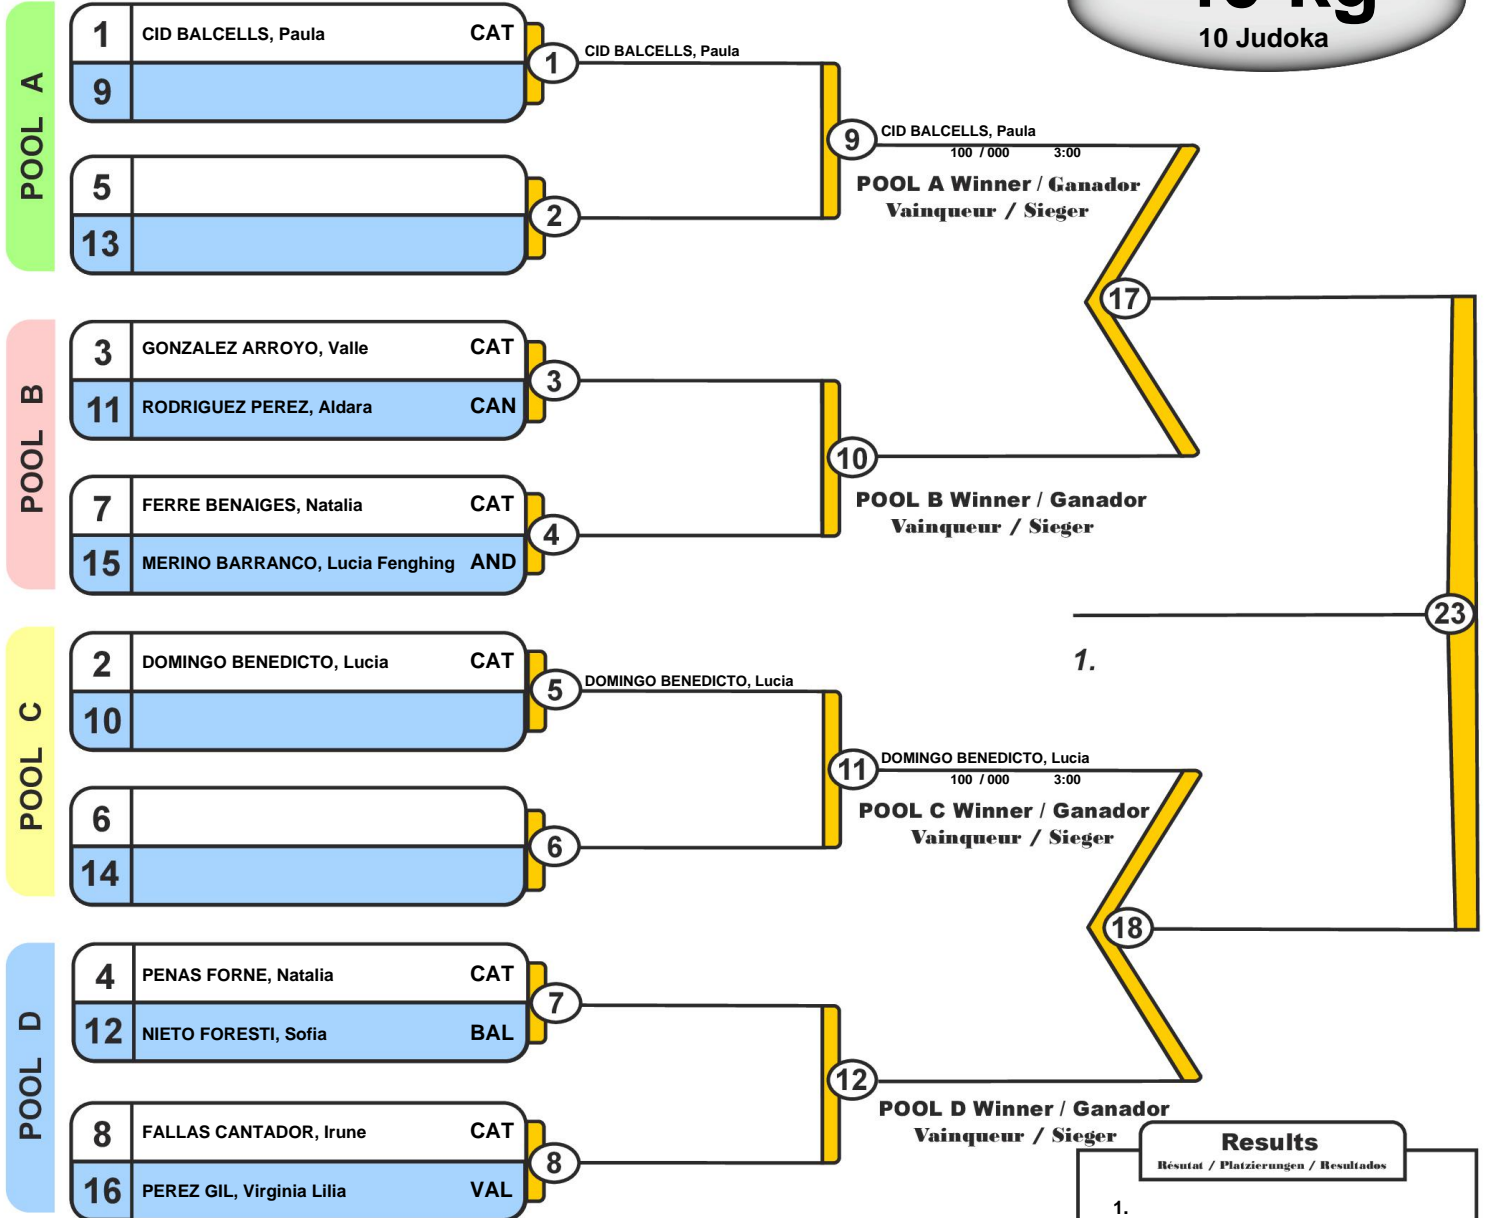 10 Judoka
POOL A
1 CID BALCELLS, Paula CAT
9
1
CID BALCELLS, Paula
5
13
2
9
CID BALCELLS, Paula
100 / 000 3:00
POOL A Winner / Ganador
Vainqueur / Sieger
17
POOL B
3 GONZALEZ ARROYO, Valle CAT
11 RODRIGUEZ PEREZ, Aldara CAN
3
7 FERRE BENAIGES, Natalia CAT
15 MERINO BARRANCO, Lucia Fenghing AND
4
10
POOL B Winner / Ganador
Vainqueur / Sieger
23
1.
POOL C
2 DOMINGO BENEDICTO, Lucia CAT
10
5
DOMINGO BENEDICTO, Lucia
6
14
6
11
DOMINGO BENEDICTO, Lucia
100 / 000 3:00
POOL C Winner / Ganador
Vainqueur / Sieger
18
POOL D
4 PENAS FORNE, Natalia CAT
12 NIETO FORESTI, Sofia BAL
7
8 FALLAS CANTADOR, Irune CAT
16 PEREZ GIL, Virginia Lilia VAL
8
12
POOL D Winner / Ganador
Vainqueur / Sieger
Results
Résutat / Platzierungen / Resultados
1.